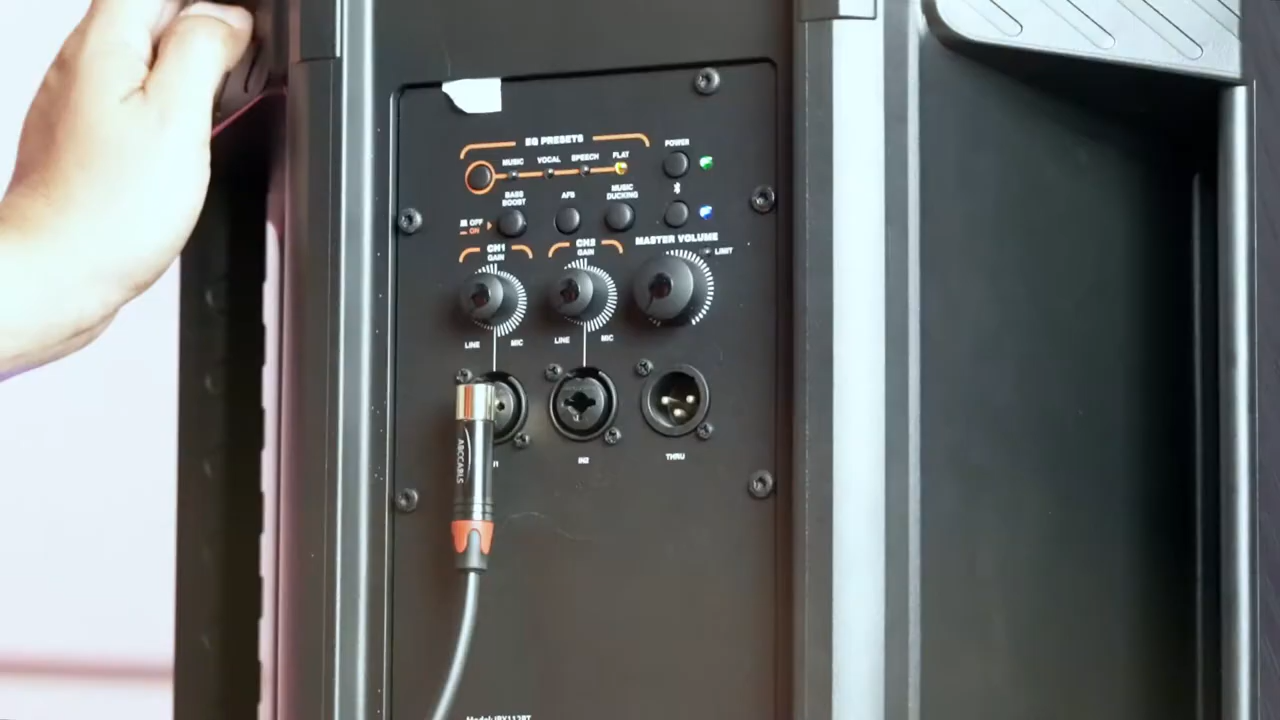 EQ PRESETS
MUSIC VOCAL SPEECH FLAT
POWER
BASS BOOST
AFS
MUSIC DUCKING
OFF
ON
CH1 GAIN
CH2 GAIN
MASTER VOLUME
LIMIT
LINE MIC
LINE MIC
IN2
THRU